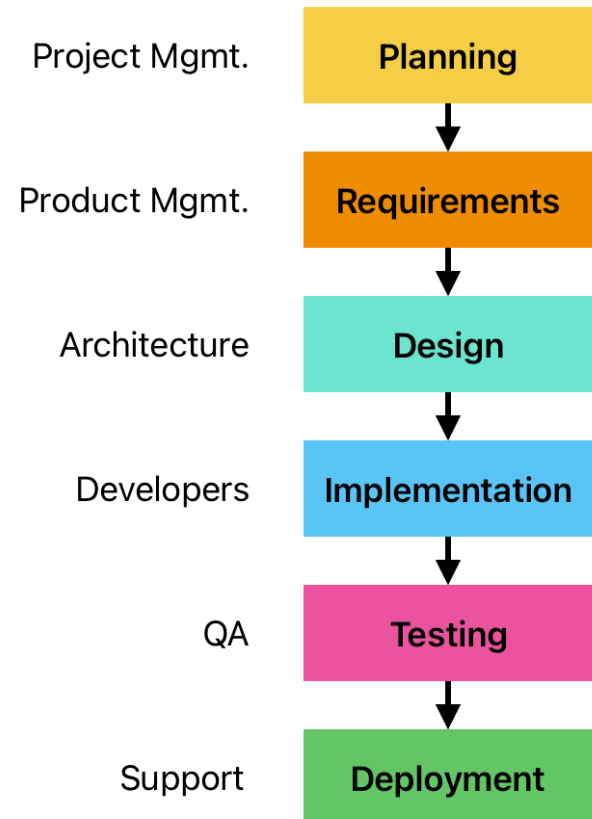 Project Mgmt. Planning
Product Mgmt. Requirements
Architecture Design
Developers Implementation
QA Testing
Support Deployment